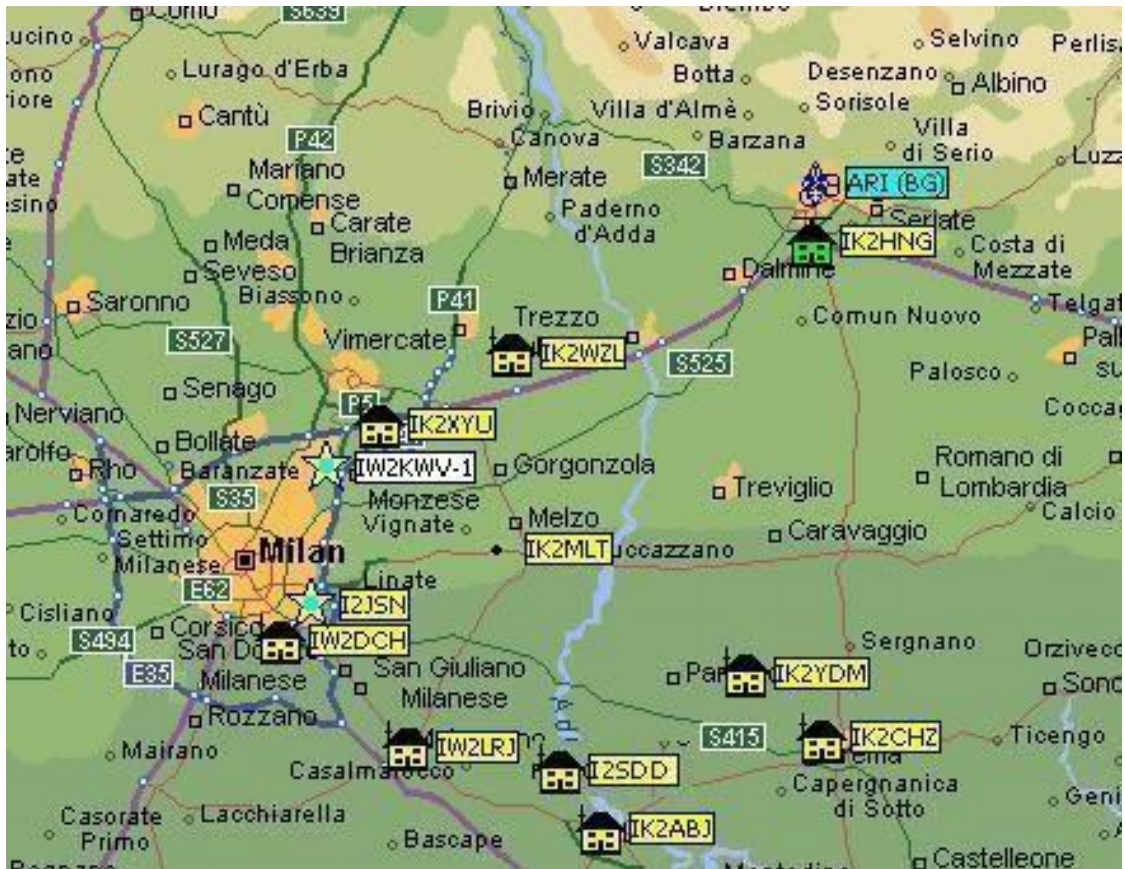 S639
Lucino
Lurago d'Erba
Cantù
P42
Brivio
Canova
Valcava
Botta
Villa d'Almè
Barzana
Selvino
Desenzano
Albino
Sorisole
Villa
di Serio
S342
Mariano
Comense
Merate
ARI (BG)
Seriate
Carate
Brianza
Paderno
d'Adda
IK2HNG
Costa di
Mezzate
Meda
Seveso
Biassono
Dalmine
P41
Saronno
Trezzo
Comun Nuovo
S527
Vimercate
IK2WZL
S525
Senago
Palosco
Nerviano
P5
IK2XYU
Bollate
Rho
Baranzate
IW2KWV-1
Gorgonzola
Romano di
Lombardia
S35
Monzese
Treviglio
Cornaredo
Vignate
Melzo
Calcio
Settimo
Milanese
Caravaggio
Milan
IK2MLT
uccazzano
E62
Linate
Cisliano
I2JSN
Corsico
IW2DCH
Sergnano
S494
San Do
Milanese
San Giuliano
Milanese
E35
IK2YDM
Rozzano
Mairano
IW2LRJ
S415
IK2CHZ
Ticengo
Casalmaiocco
I2SDD
Capergnanica
di Sotto
Lacchiarella
Casorate
Primo
Bascape
IK2ABJ
Castelleone